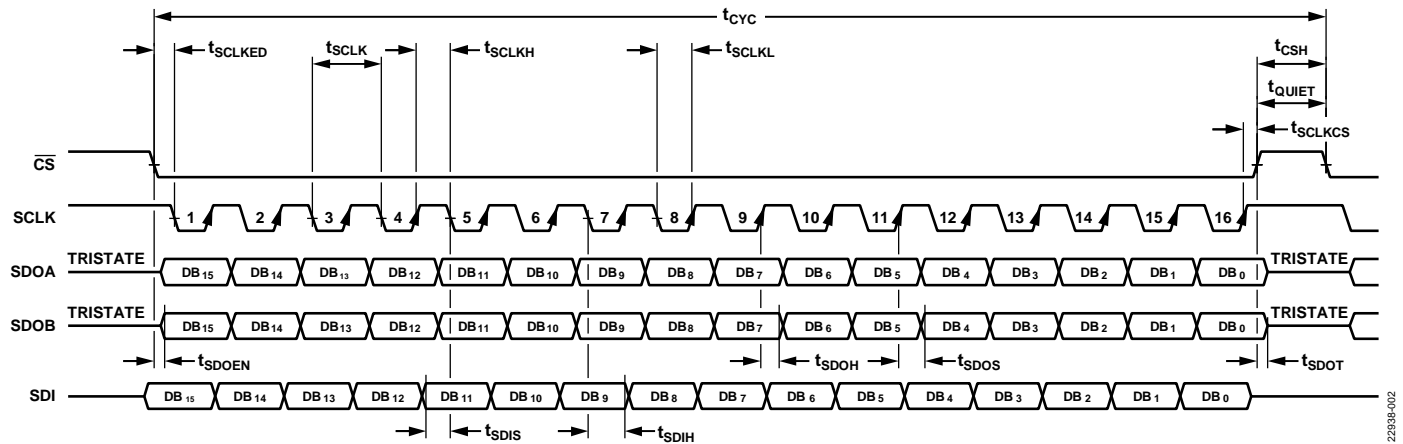 tCYC
tSCLKED tSCLK tSCLKH tSCLKL tCSH
tQUIET
tSCLKCS
CS
SCLK 1 2 3 4 5 6 7 8 9 10 11 12 13 14 15 16
TRISTATE TRISTATE
SDOA DB15 DB14 DB13 DB12 DB11 DB10 DB9 DB8 DB7 DB6 DB5 DB4 DB3 DB2 DB1 DB0
TRISTATE TRISTATE
SDOB DB15 DB14 DB13 DB12 DB11 DB10 DB9 DB8 DB7 DB6 DB5 DB4 DB3 DB2 DB1 DB0
tSDOEN tSDOH tSDOS tSDOT
SDI DB15 DB14 DB13 DB12 DB11 DB10 DB9 DB8 DB7 DB6 DB5 DB4 DB3 DB2 DB1 DB0
tSDIS tSDIH
22938-002